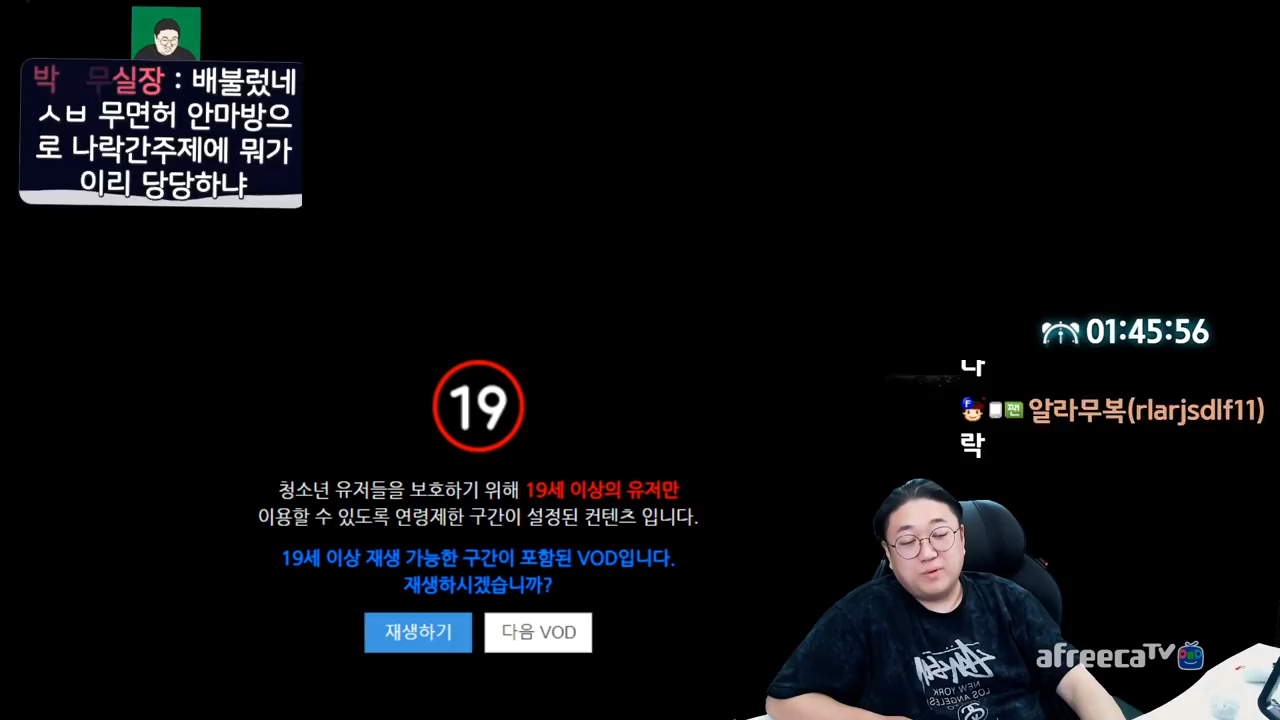 박 무실장 : 배불렀네
ㅅㅂ 무면허 안마방으
로 나락간주제에 뭐가
이리 당당하냐
01:45:56
나
알라무복(rlarjsdlf11)
락
19
청소년 유저들을 보호하기 위해 19세 이상의 유저만
이용할 수 있도록 연령제한 구간이 설정된 컨텐츠 입니다.
19세 이상 재생 가능한 구간이 포함된 VOD입니다.
재생하시겠습니까?
재생하기
다음 VOD
NEW YORK
LOS ANGELES
afreecaTV